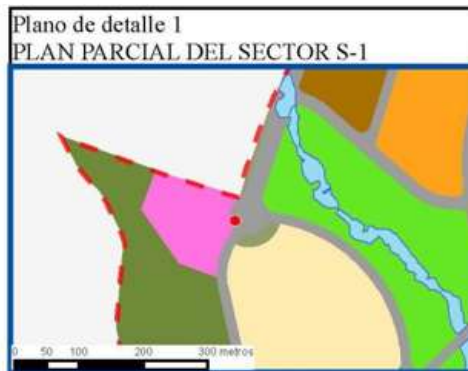 Plano de detalle 1
PLAN PARCIAL DEL SECTOR S-1
0 50 100 200 300 metros